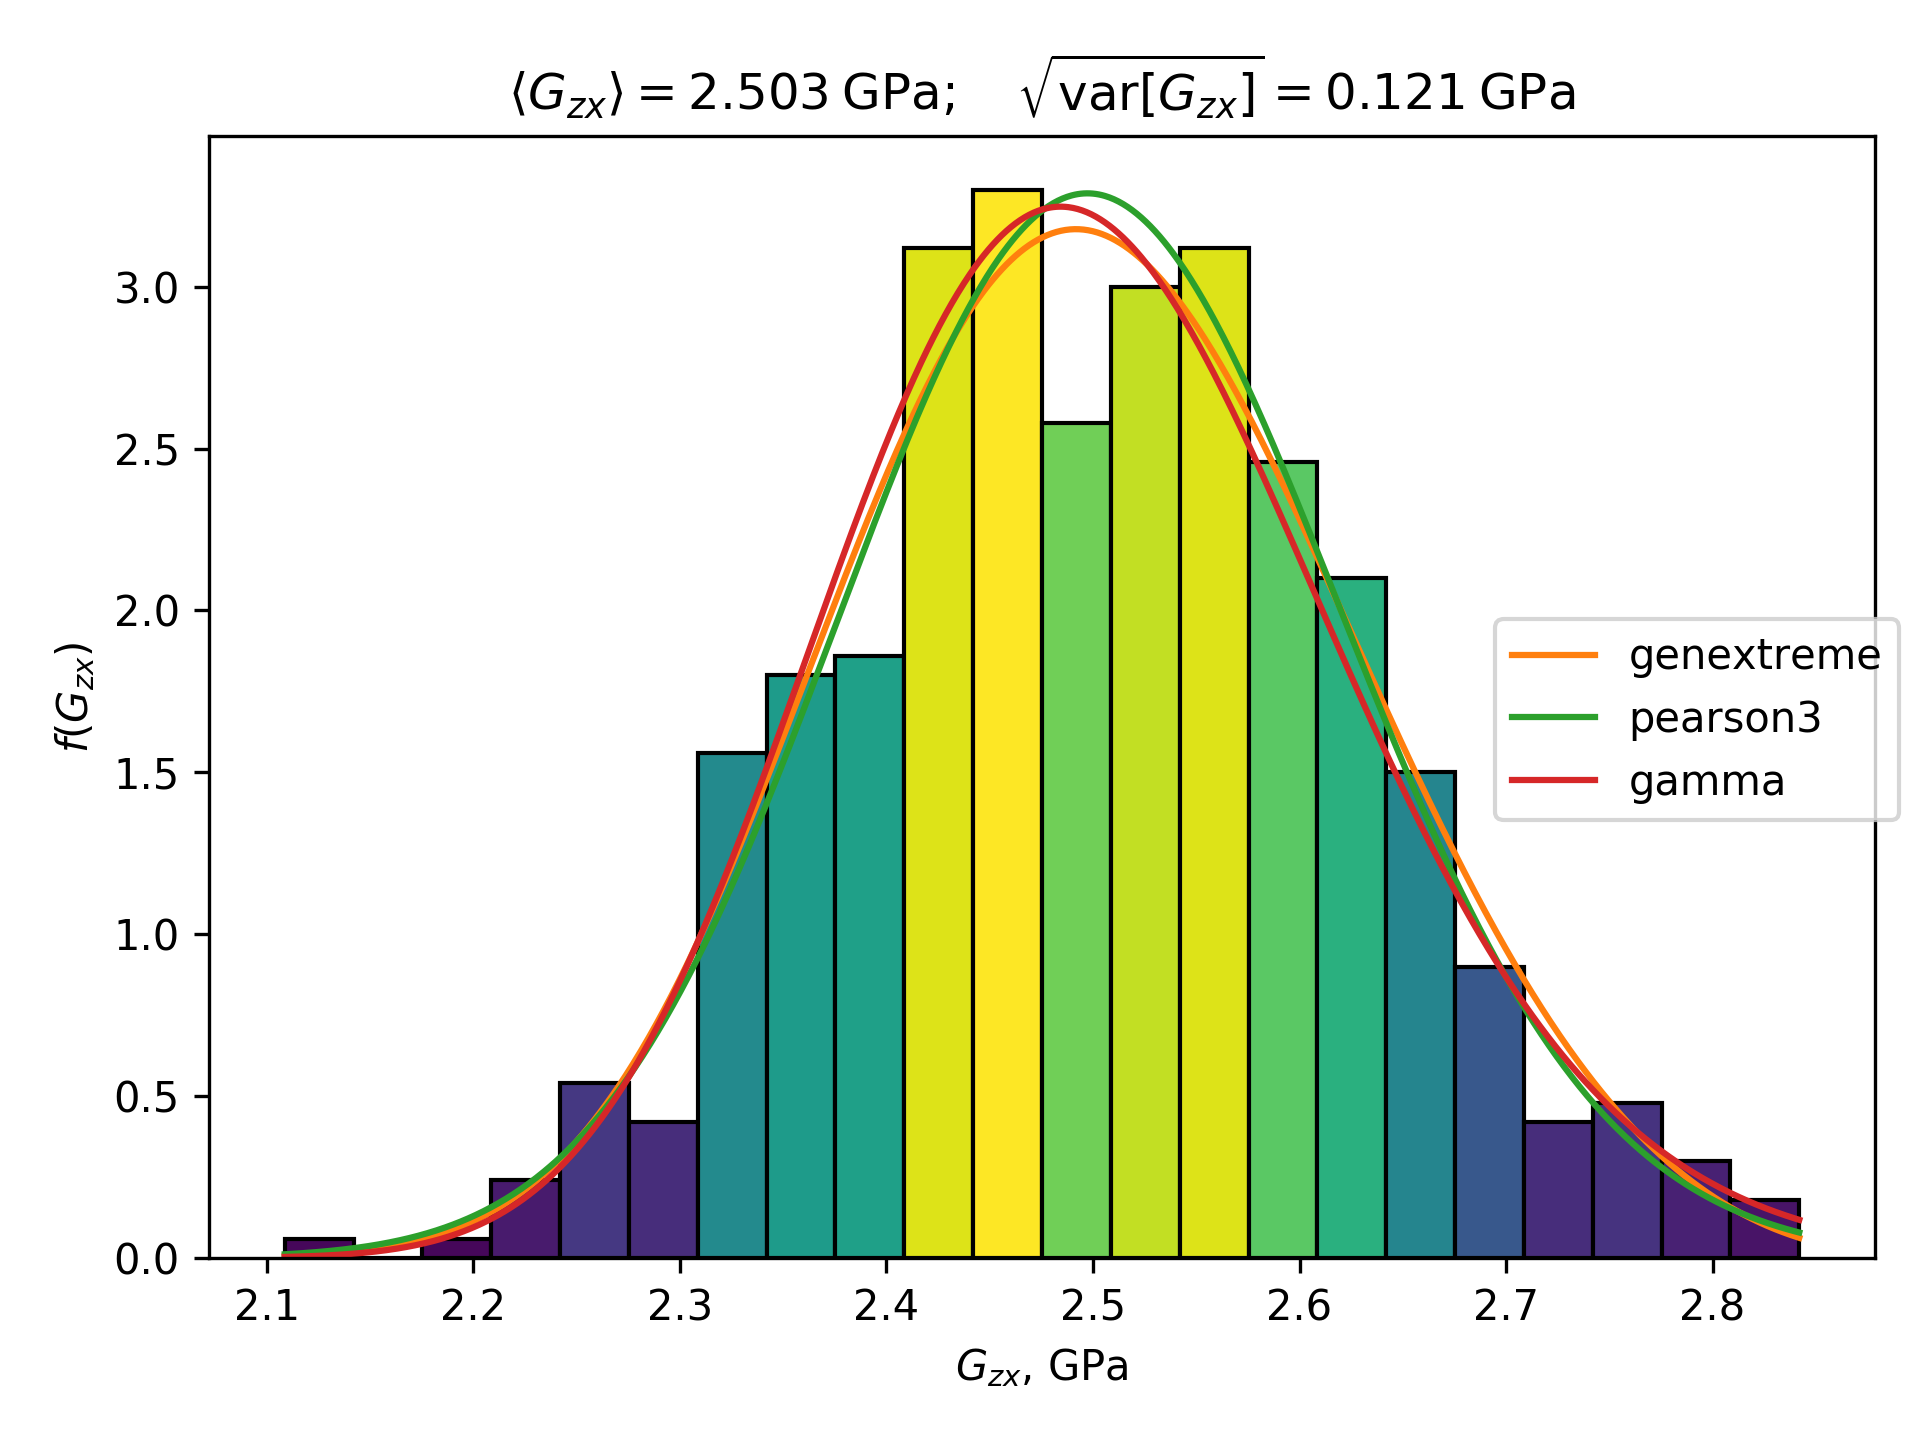 ⟨G_zx⟩ = 2.503 GPa; √var[G_zx] = 0.121 GPa
f(G_zx)
3.0
2.5
2.0
1.5
1.0
0.5
0.0
genextreme
pearson3
gamma
2.1 2.2 2.3 2.4 2.5 2.6 2.7 2.8
G_zx, GPa